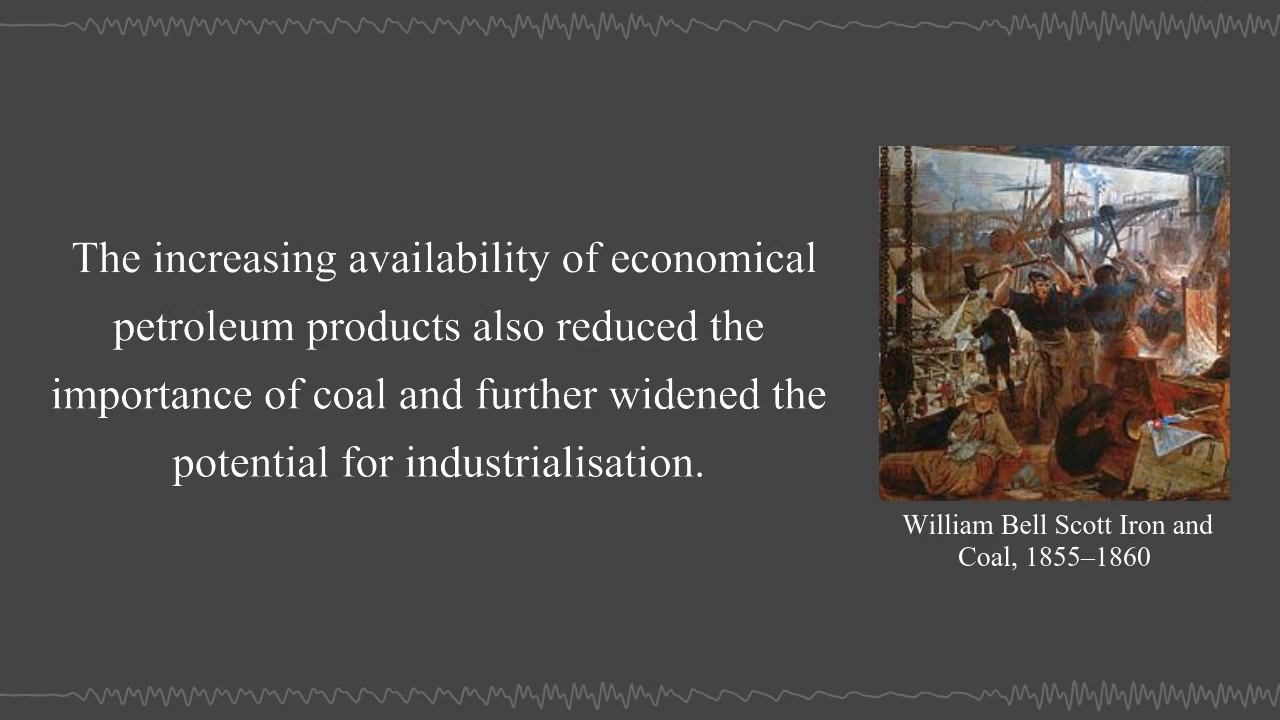 The increasing availability of economical
petroleum products also reduced the
importance of coal and further widened the
potential for industrialisation.
William Bell Scott Iron and
Coal, 1855–1860